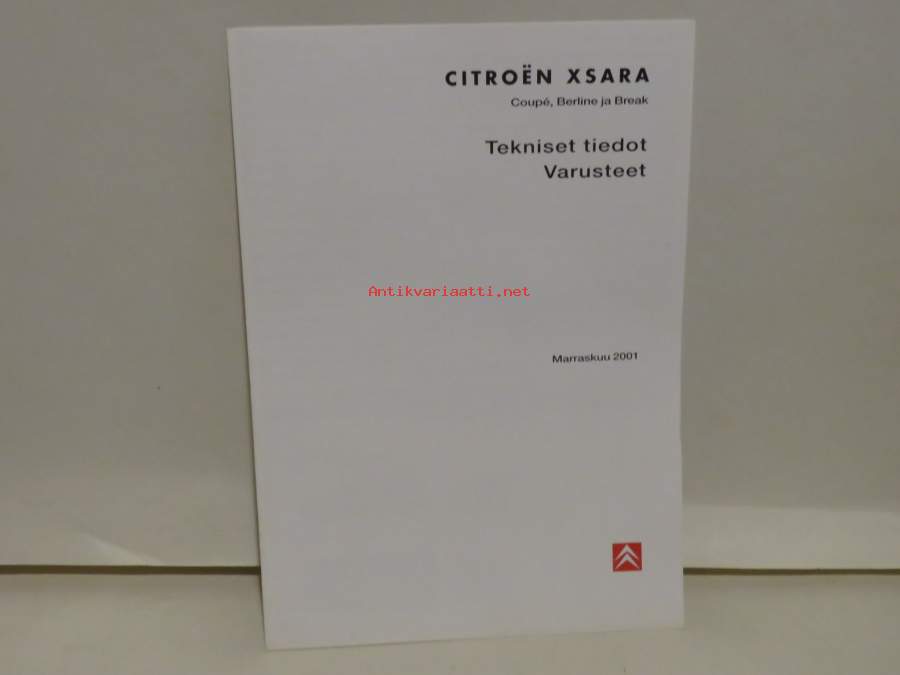 CITROËN XSARA
Coupé, Berline ja Break
Tekniset tiedot
Varusteet
Antikvariaatti.net
Marraskuu 2001